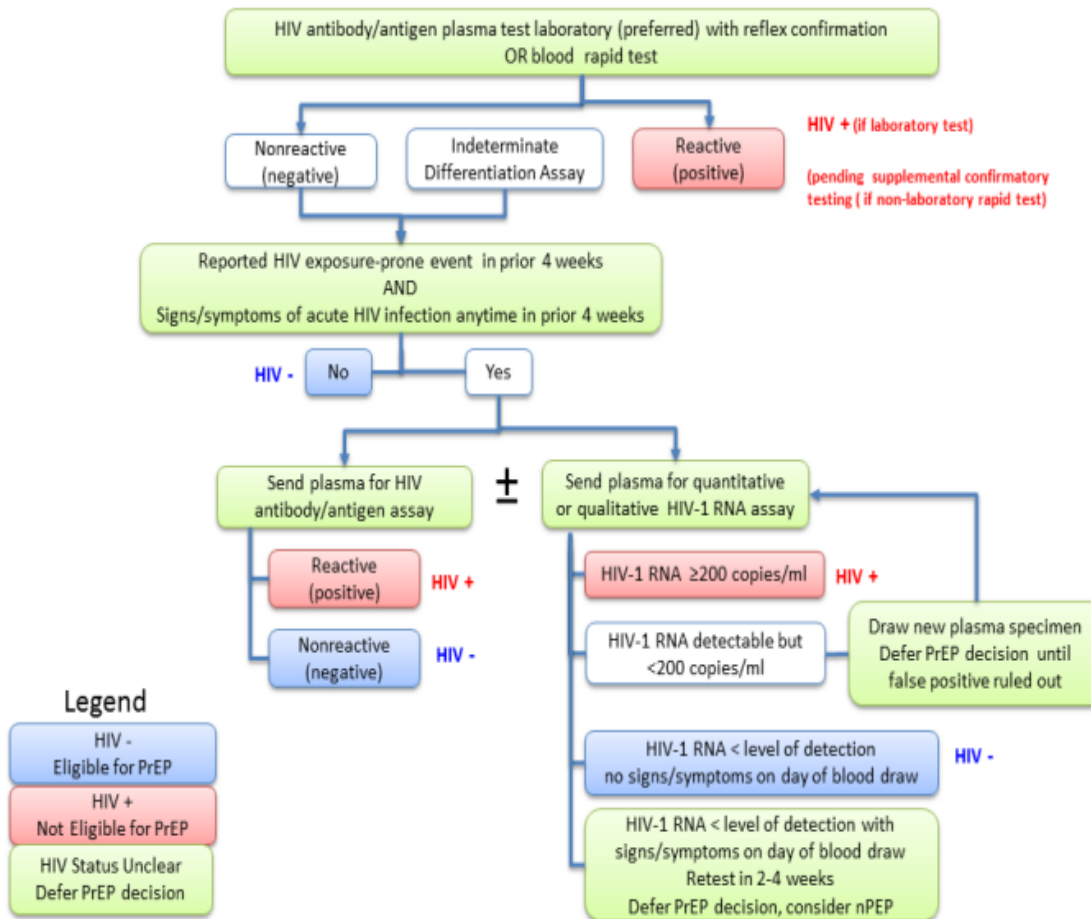 HIV antibody/antigen plasma test laboratory (preferred) with reflex confirmation
OR blood rapid test
Nonreactive
(negative)
Indeterminate
Differentiation Assay
Reactive
(positive)
HIV + (if laboratory test)
(pending supplemental confirmatory
testing ( if non-laboratory rapid test)
Reported HIV exposure-prone event in prior 4 weeks
AND
Signs/symptoms of acute HIV infection anytime in prior 4 weeks
HIV -
No
Yes
Send plasma for HIV
antibody/antigen assay
±
Send plasma for quantitative
or qualitative HIV-1 RNA assay
Reactive
(positive)
HIV +
Nonreactive
(negative)
HIV -
HIV-1 RNA ≥200 copies/ml
HIV +
HIV-1 RNA detectable but
<200 copies/ml
Draw new plasma specimen
Defer PrEP decision until
false positive ruled out
HIV-1 RNA < level of detection
no signs/symptoms on day of blood draw
HIV -
HIV-1 RNA < level of detection with
signs/symptoms on day of blood draw
Retest in 2-4 weeks
Defer PrEP decision, consider nPEP
Legend
HIV -
Eligible for PrEP
HIV +
Not Eligible for PrEP
HIV Status Unclear
Defer PrEP decision